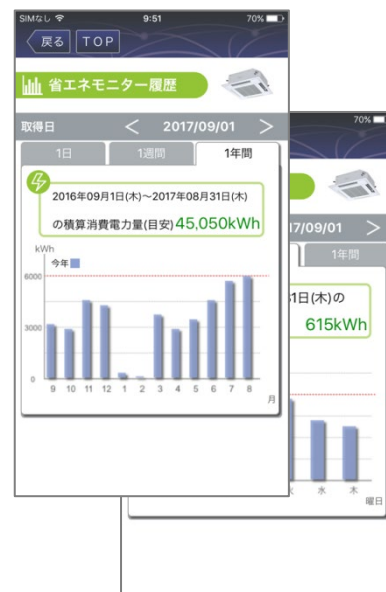 SIMなし 9:51 70%
戻る TOP
省エネモニター履歴
取得日 < 2017/09/01 >
1日 1週間 1年間
2016年09月1日(木)～2017年08月31日(木)
の積算消費電力量(目安)45,050kWh
kWh
今年
6000
3000
0
9 10 11 12 1 2 3 4 5 6 7 8
月
70%
17/09/01 >
1年間
31日(木)の
615kWh
水 木
曜日